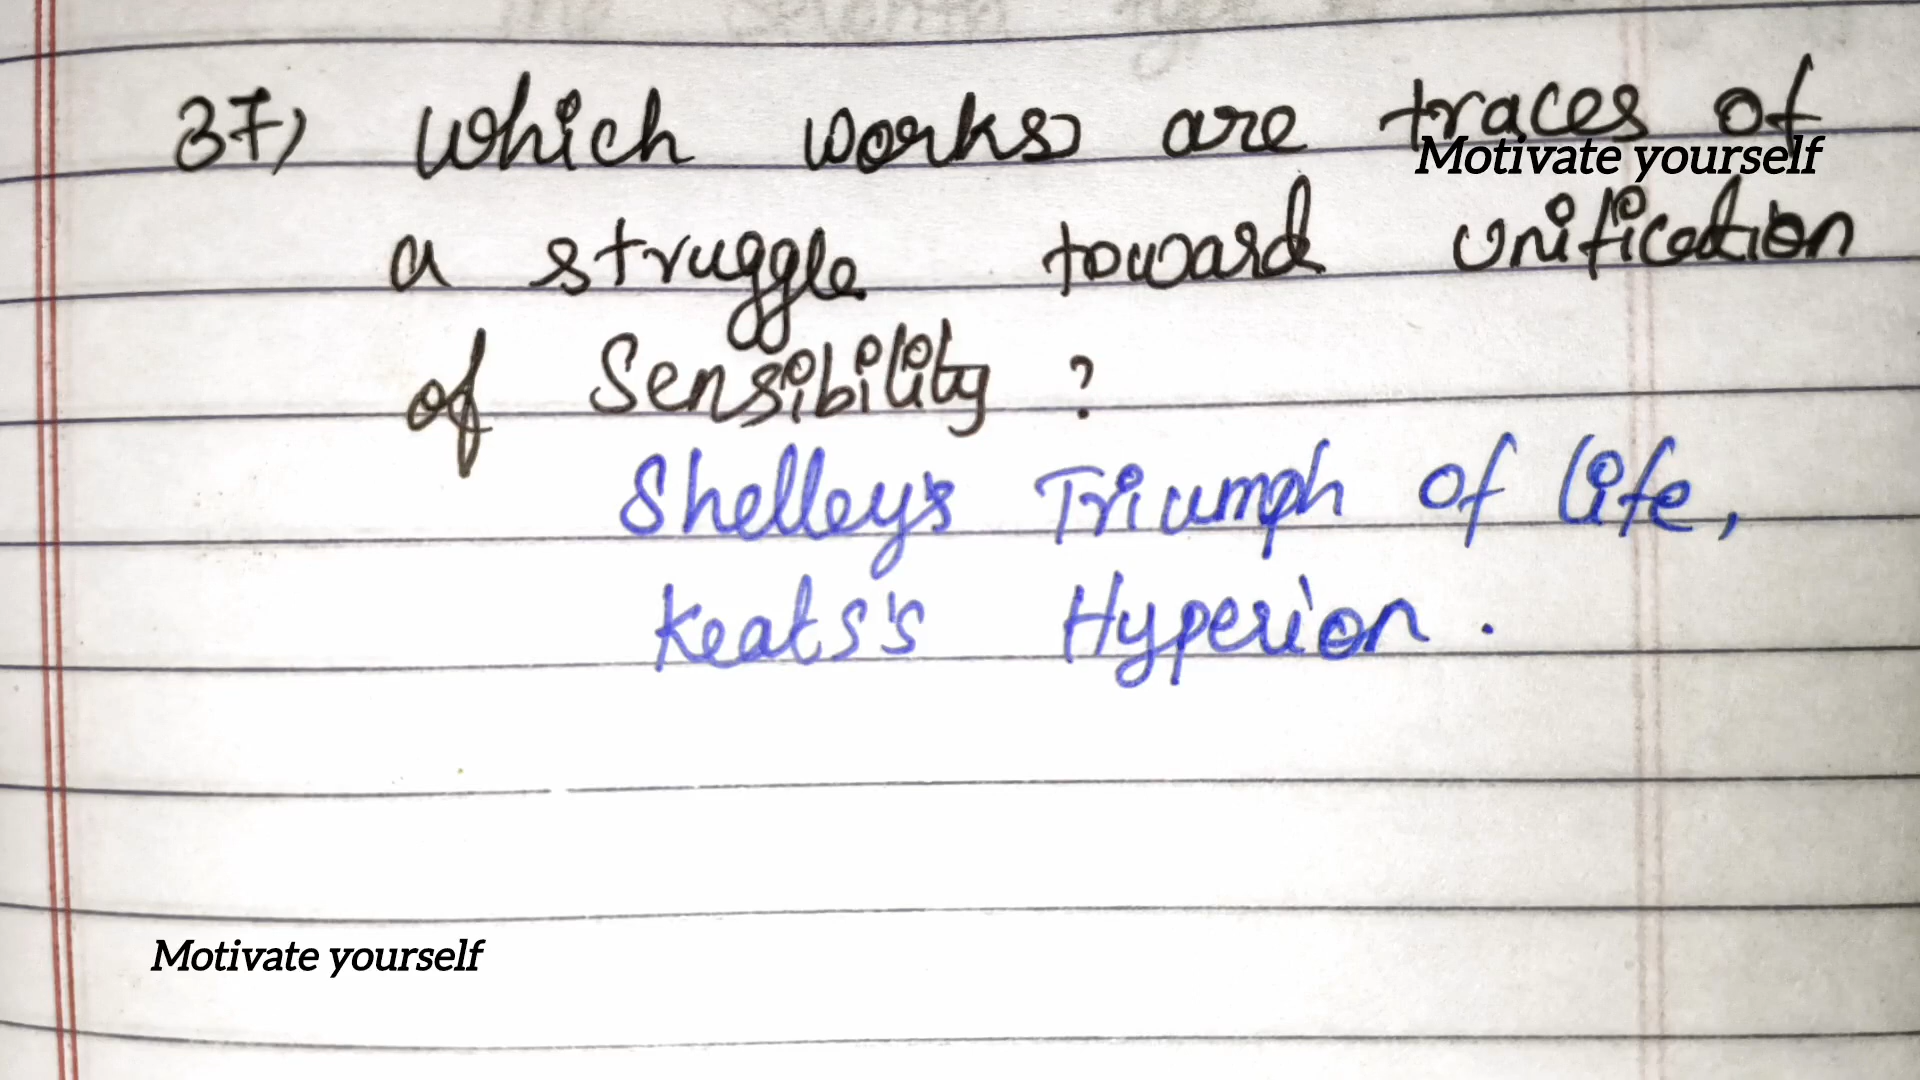 37) Which works are traces of
Motivate yourself
a struggle toward unification
of Sensibility ?
Shelley's Triumph of life,
Keats's Hyperion .
Motivate yourself